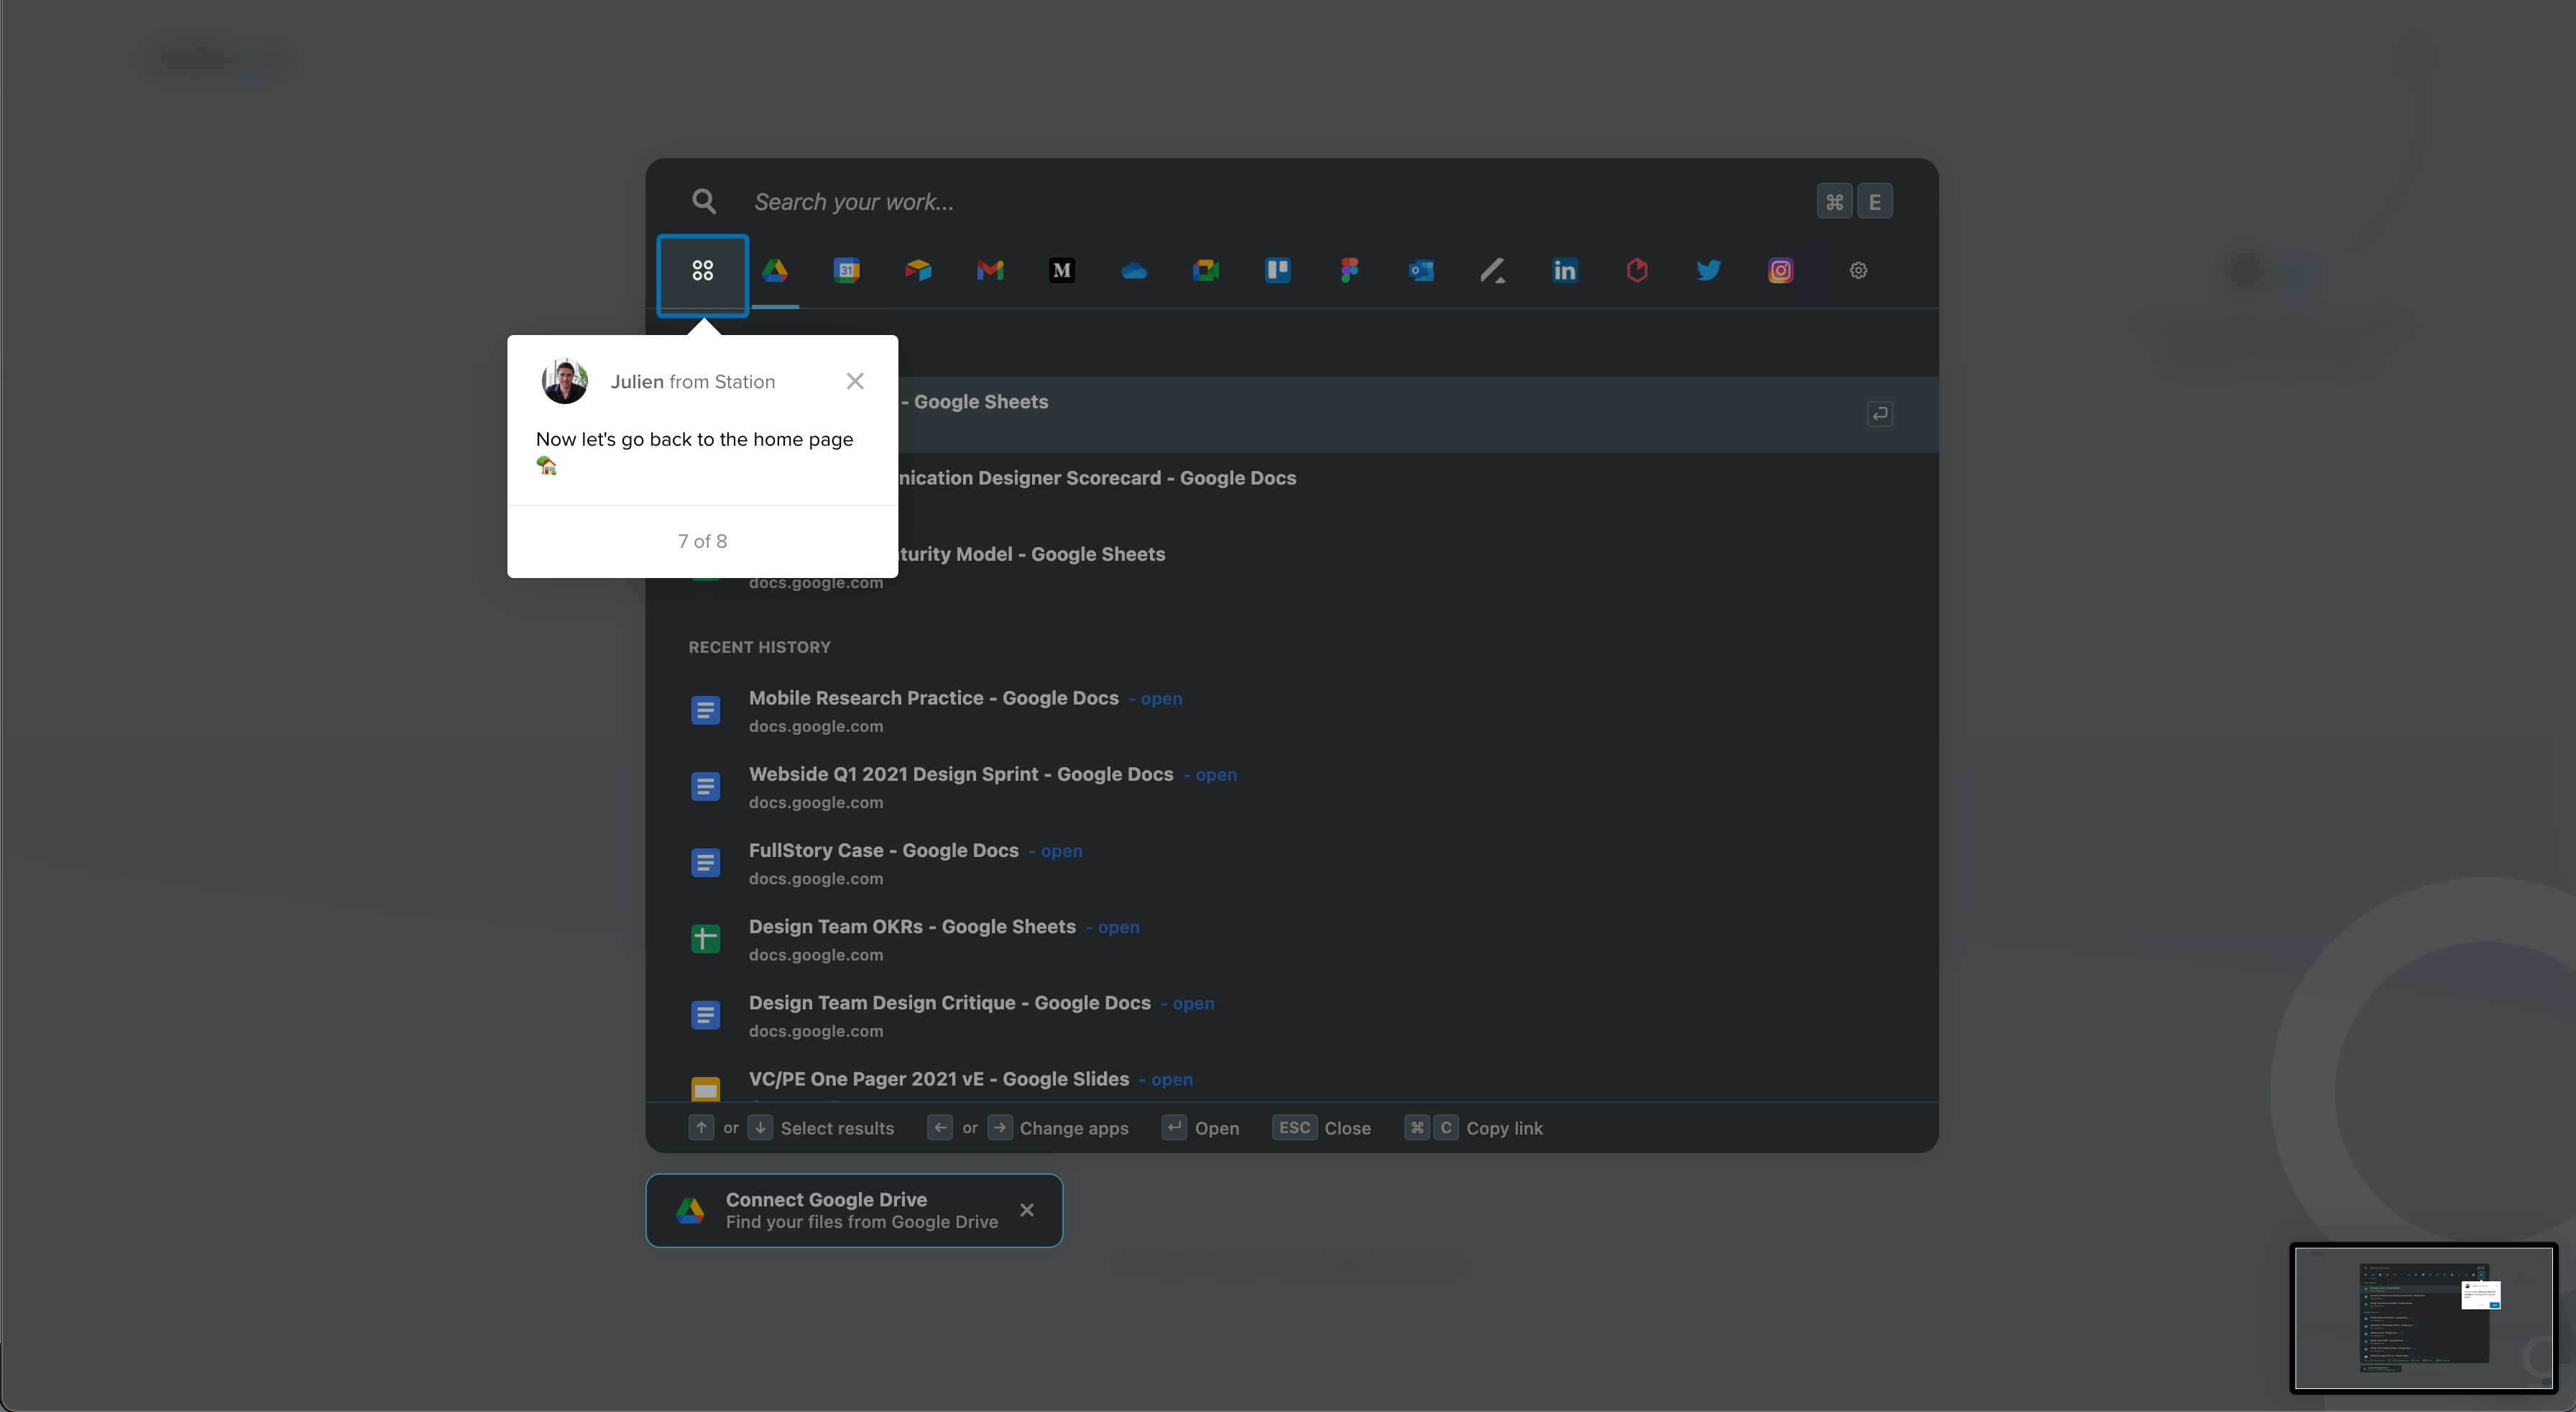 Search your work...
⌘ E
31
M
in
Julien from Station
Now let's go back to the home page
7 of 8
- Google Sheets
nication Designer Scorecard - Google Docs
turity Model - Google Sheets
docs.google.com
RECENT HISTORY
Mobile Research Practice - Google Docs - open
docs.google.com
Webside Q1 2021 Design Sprint - Google Docs - open
docs.google.com
FullStory Case - Google Docs - open
docs.google.com
Design Team OKRs - Google Sheets - open
docs.google.com
Design Team Design Critique - Google Docs - open
docs.google.com
VC/PE One Pager 2021 vE - Google Slides - open
↑ or ↓ Select results ← or → Change apps ↵ Open ESC Close ⌘ C Copy link
Connect Google Drive
Find your files from Google Drive